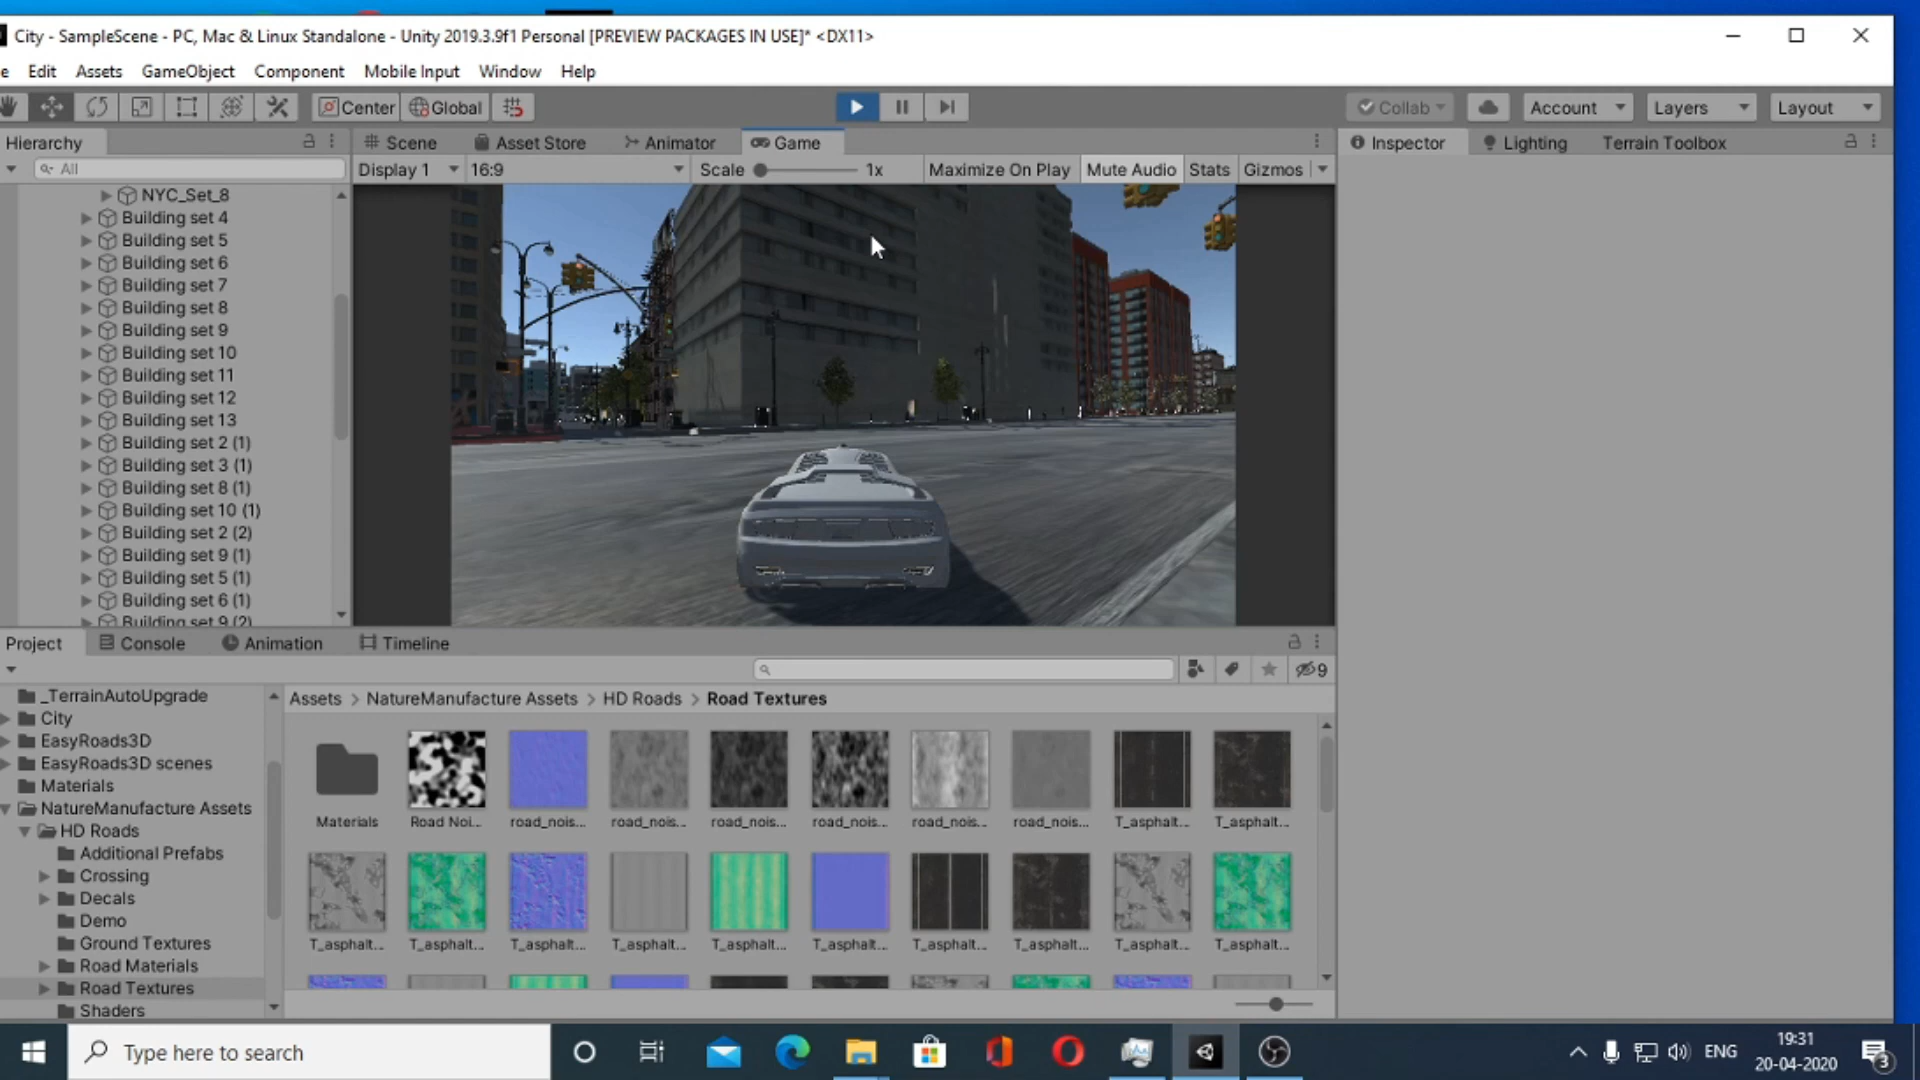 City - SampleScene - PC, Mac & Linux Standalone - Unity 2019.3.9f1 Personal [PREVIEW PACKAGES IN USE]* <DX11>
e Edit Assets GameObject Component Mobile Input Window Help
Center Global Collab Account Layers Layout
Hierarchy
All
NYC_Set_8
Building set 4
Building set 5
Building set 6
Building set 7
Building set 8
Building set 9
Building set 10
Building set 11
Building set 12
Building set 13
Building set 2 (1)
Building set 3 (1)
Building set 8 (1)
Building set 10 (1)
Building set 2 (2)
Building set 9 (1)
Building set 5 (1)
Building set 6 (1)
Building set 9 (2)
Scene Asset Store Animator Game
Display 1 16:9 Scale 1x Maximize On Play Mute Audio Stats Gizmos
Inspector Lighting Terrain Toolbox
Project Console Animation Timeline
9
_TerrainAutoUpgrade
City
EasyRoads3D
EasyRoads3D scenes
Materials
NatureManufacture Assets
HD Roads
Additional Prefabs
Crossing
Decals
Demo
Ground Textures
Road Materials
Road Textures
Shaders
Assets > NatureManufacture Assets > HD Roads > Road Textures
Materials Road Noi... road_nois... road_nois... road_nois... road_nois... road_nois... road_nois... T_asphalt... T_asphalt...
T_asphalt... T_asphalt... T_asphalt... T_asphalt... T_asphalt... T_asphalt... T_asphalt... T_asphalt... T_asphalt... T_asphalt...
Type here to search
ENG
19:31
20-04-2020
3